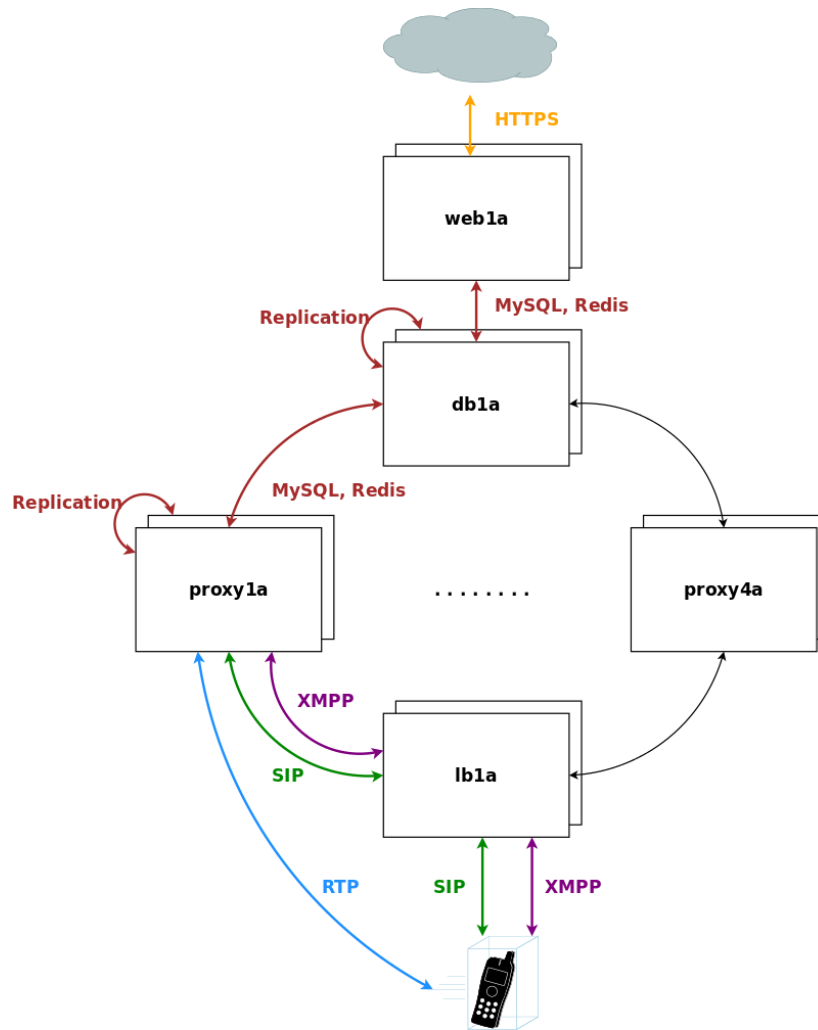 HTTPS
web1a
MySQL, Redis
Replication
db1a
MySQL, Redis
Replication
proxy1a
........
proxy4a
XMPP
SIP
lb1a
RTP
SIP
XMPP